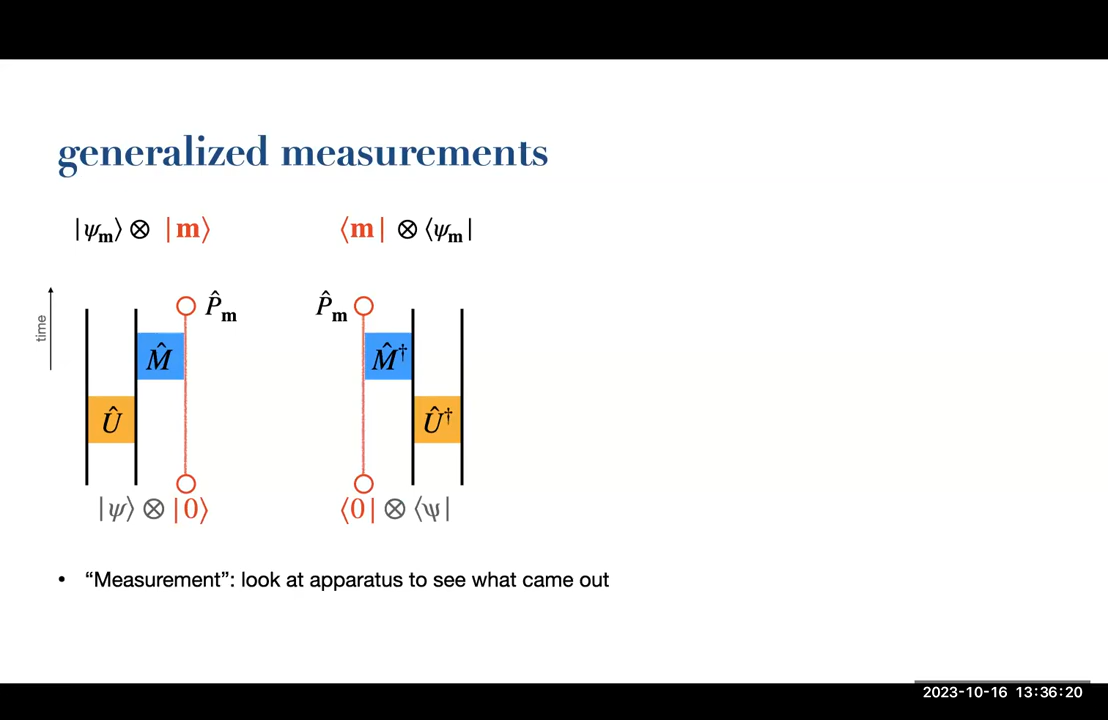 generalized measurements
|ψₘ⟩ ⊗ |m⟩ ⟨m| ⊗ ⟨ψₘ|
time
P̂ₘ P̂ₘ
M̂ M̂†
Û Û†
|ψ⟩ ⊗ |0⟩ ⟨0| ⊗ ⟨ψ|
• “Measurement”: look at apparatus to see what came out
2023-10-16 13:36:20